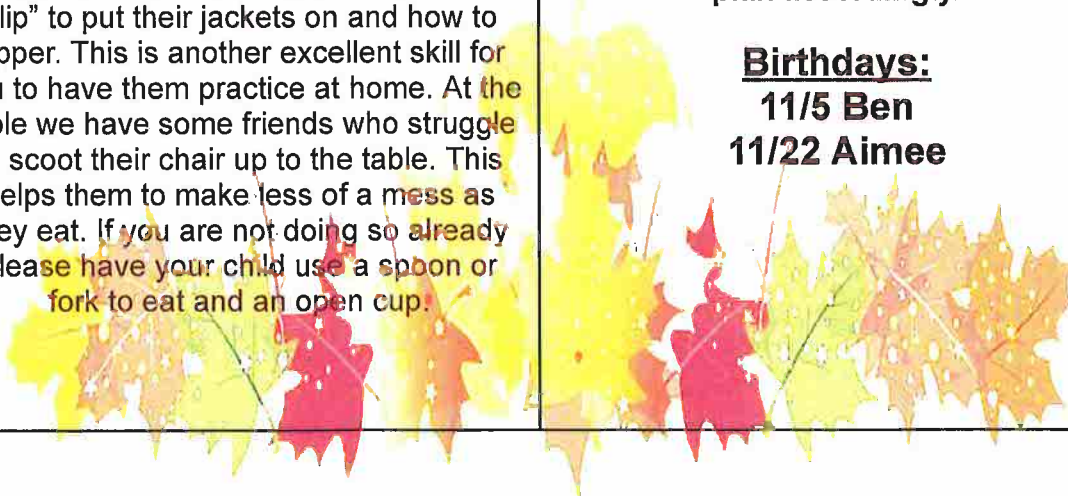 lip” to put their jackets on and how to
pper. This is another excellent skill for
to have them practice at home. At the
ole we have some friends who struggle
scoot their chair up to the table. This
elps them to make less of a mess as
ey eat. If you are not doing so already
lease have your child use a spoon or
fork to eat and an open cup.
Birthdays:
11/5 Ben
11/22 Aimee